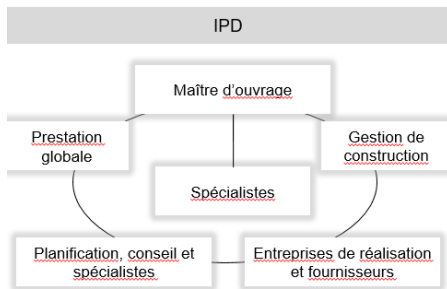 IPD
Maître d'ouvrage
Prestation
globale
Gestion de
construction
Spécialistes
Planification, conseil et
spécialistes
Entreprises de réalisation
et fournisseurs